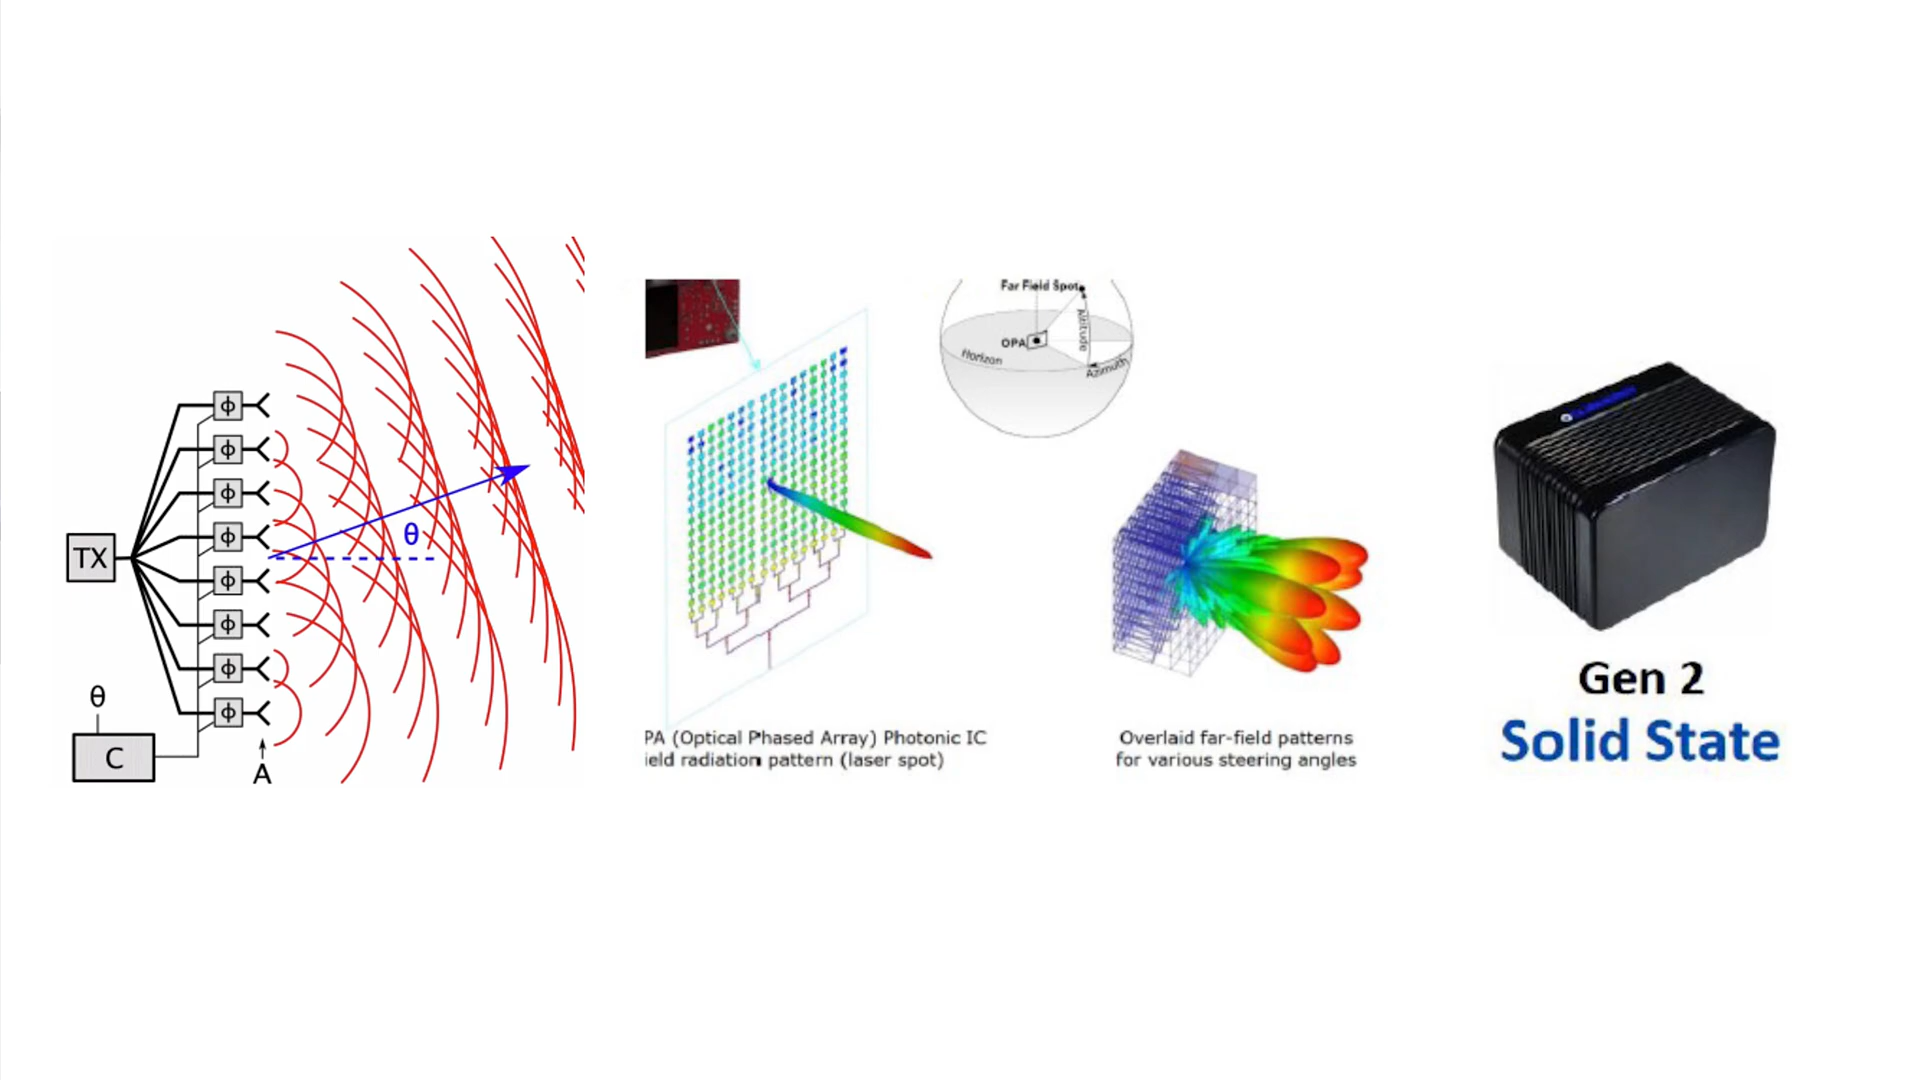 ϕ
ϕ
ϕ
ϕ
ϕ
ϕ
ϕ
ϕ
TX
θ
θ
C
A
Far Field Spot
OPA
Altitude
Horizon
Azimuth
PA (Optical Phased Array) Photonic IC
ield radiation pattern (laser spot)
Overlaid far-field patterns
for various steering angles
Gen 2
Solid State